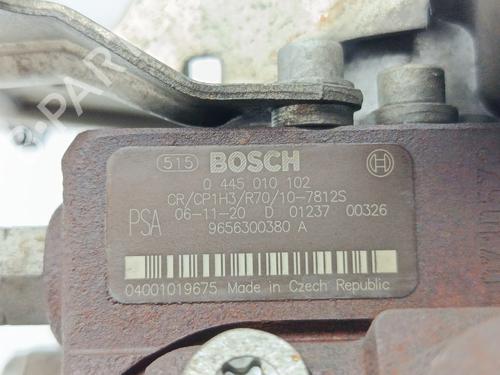 515 BOSCH
0 445 010 102
CR/CP1H3/R70/10-7812S
PSA 06-11-20 D 01237 00326
9656300380 A
04001019675 Made in Czech Republic